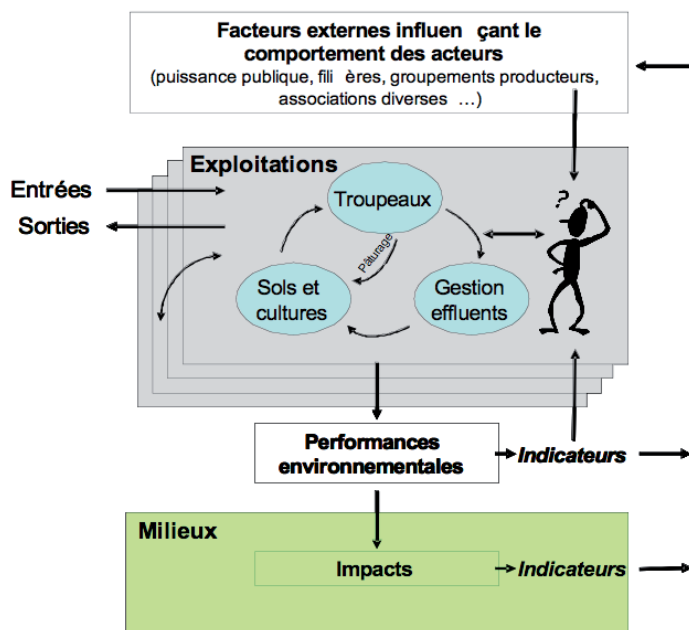 Facteurs externes influen çant le
comportement des acteurs
(puissance publique, fili ères, groupements producteurs,
associations diverses …)
Exploitations
Entrées
Sorties
Troupeaux
?
Pâturage
Sols et
cultures
Gestion
effluents
Performances
environnementales
Indicateurs
Milieux
Impacts
Indicateurs